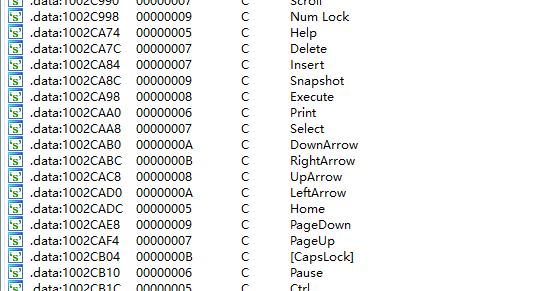 .data:1002C990 00000007 C Scroll
.data:1002C998 00000009 C Num Lock
.data:1002CA74 00000005 C Help
.data:1002CA7C 00000007 C Delete
.data:1002CA84 00000007 C Insert
.data:1002CA8C 00000009 C Snapshot
.data:1002CA98 00000008 C Execute
.data:1002CAA0 00000006 C Print
.data:1002CAA8 00000007 C Select
.data:1002CAB0 0000000A C DownArrow
.data:1002CABC 0000000B C RightArrow
.data:1002CAC8 00000008 C UpArrow
.data:1002CAD0 0000000A C LeftArrow
.data:1002CADC 00000005 C Home
.data:1002CAE8 00000009 C PageDown
.data:1002CAF4 00000007 C PageUp
.data:1002CB04 0000000B C [CapsLock]
.data:1002CB10 00000006 C Pause
.data:1002CB1C 00000005 C Ctrl